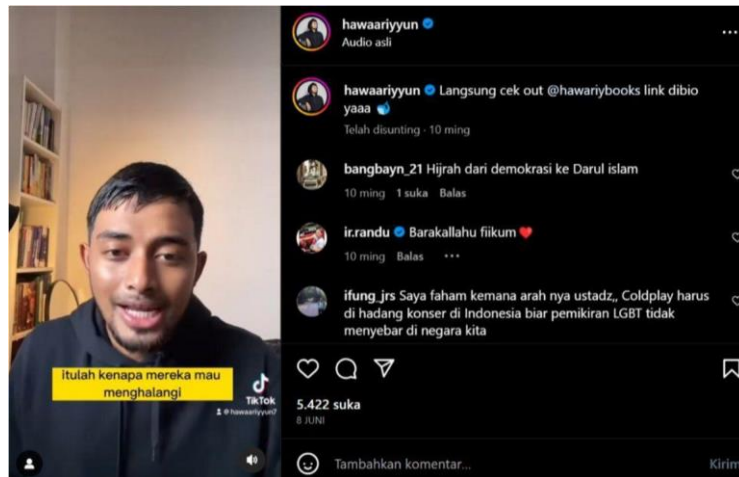 hawaariyyun
Audio asli
hawaariyyun Langsung cek out @hawariybooks link dibio
yaaa
Telah disunting · 10 ming
bangbayn_21 Hijrah dari demokrasi ke Darul islam
10 ming 1 suka Balas
ir.randu Barakallahu fiikum
10 ming Balas
ifung_jrs Saya faham kemana arah nya ustadz,, Coldplay harus
di hadang konser di Indonesia biar pemikiran LGBT tidak
menyebar di negara kita
itulah kenapa mereka mau
menghalangi
TikTok
@hawaariyyun7
5.422 suka
8 JUNI
Tambahkan komentar...
Kirim